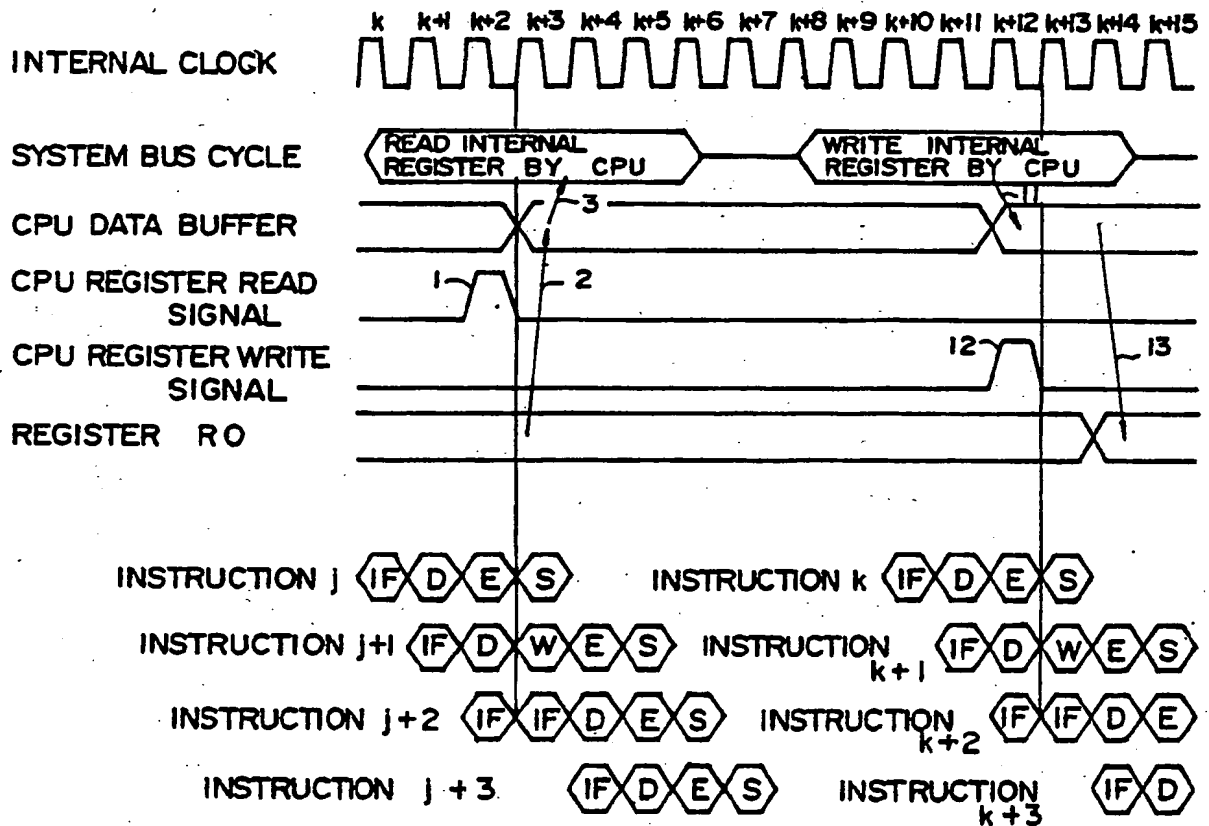 k k+1 k+2 k+3 k+4 k+5 k+6 k+7 k+8 k+9 k+10 k+11 k+12 k+13 k+14 k+15
INTERNAL CLOCK
SYSTEM BUS CYCLE
READ INTERNAL
REGISTER BY CPU
WRITE INTERNAL
REGISTER BY CPU
3
11
CPU DATA BUFFER
CPU REGISTER READ
SIGNAL
1
2
CPU REGISTER WRITE
SIGNAL
12
13
REGISTER RO
INSTRUCTION j IF D E S
INSTRUCTION k IF D E S
INSTRUCTION j+1 IF D W E S
INSTRUCTION
k+1
IF D W E S
INSTRUCTION j+2 IF IF D E S
INSTRUCTION
k+2
IF IF D E
INSTRUCTION j+3 IF D E S
INSTRUCTION
k+3
IF D